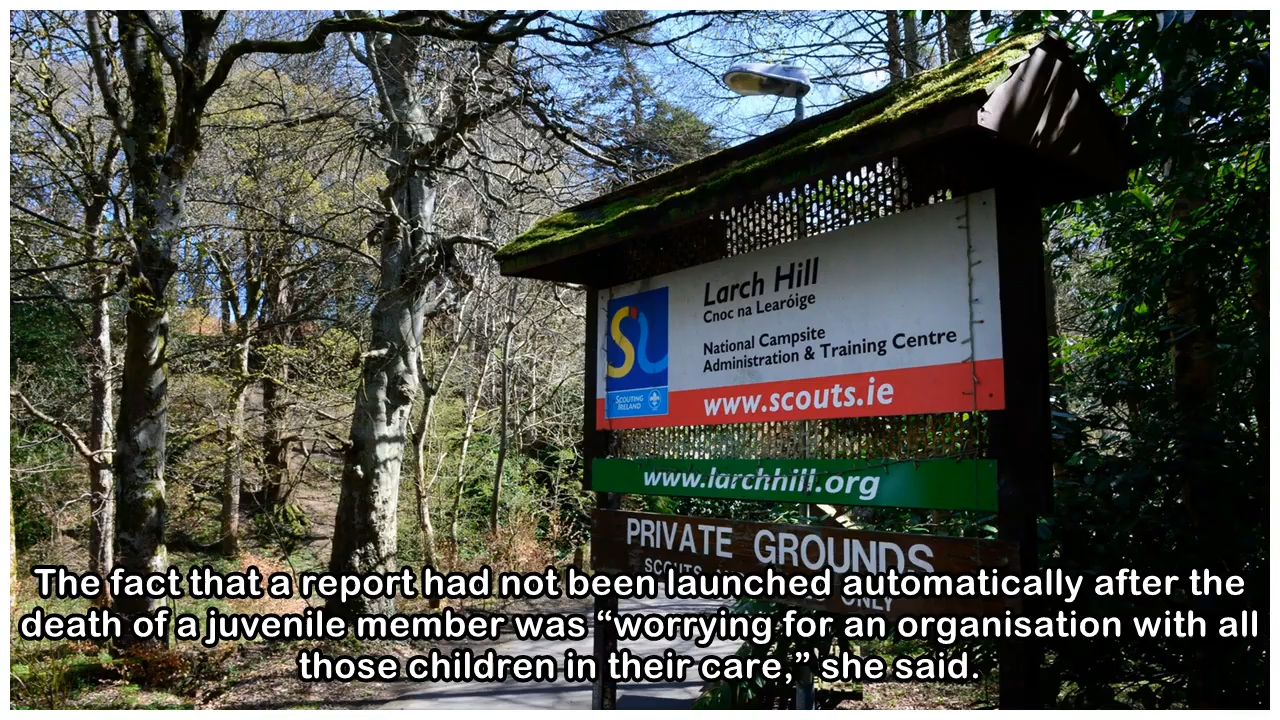 Larch Hill
Cnoc na Learóige
National Campsite
Administration & Training Centre
SCOUTING
IRELAND
www.scouts.ie
www.larchhill.org
PRIVATE GROUNDS
SCOUTS
ONLY
The fact that a report had not been launched automatically after the
death of a juvenile member was “worrying for an organisation with all
those children in their care,” she said.